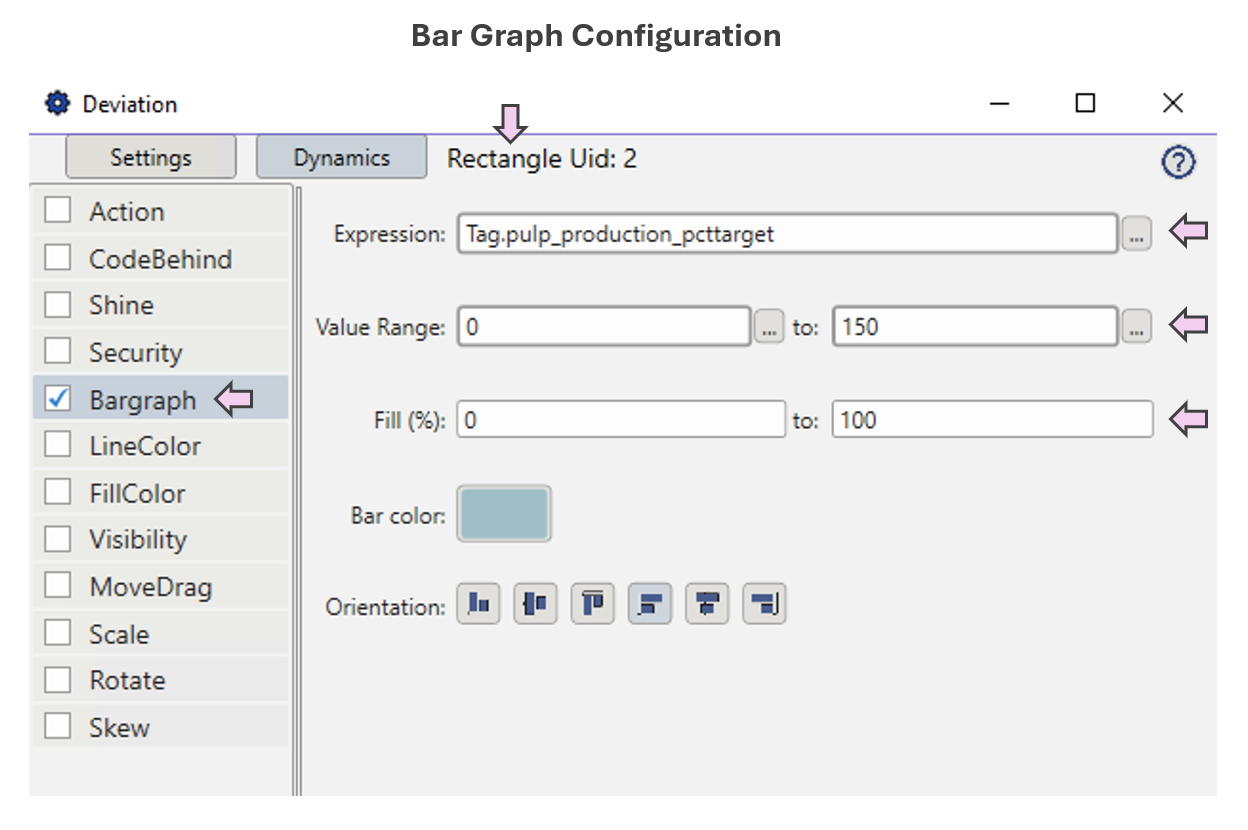 Bar Graph Configuration
Deviation
Settings Dynamics Rectangle Uid: 2 ?
Action
CodeBehind
Shine
Security
Bargraph
LineColor
FillColor
Visibility
MoveDrag
Scale
Rotate
Skew
Expression: Tag.pulp_production_pcttarget ...
Value Range: 0 ... to: 150 ...
Fill (%): 0 to: 100
Bar color:
Orientation: